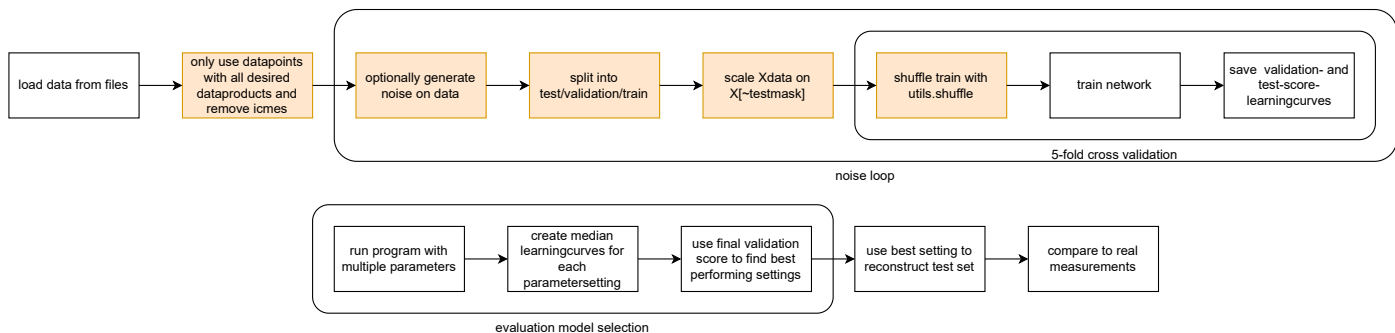 load data from files
only use datapoints
with all desired
dataproducts and
remove icmes
optionally generate
noise on data
split into
test/validation/train
scale Xdata on
X[~testmask]
shuffle train with
utils.shuffle
train network
save  validation- and
test-score-
learningcurves
5-fold cross validation
noise loop
run program with
multiple parameters
create median
learningcurves for
each
parametersetting
use final validation
score to find best
performing settings
use best setting to
reconstruct test set
compare to real
measurements
evaluation model selection